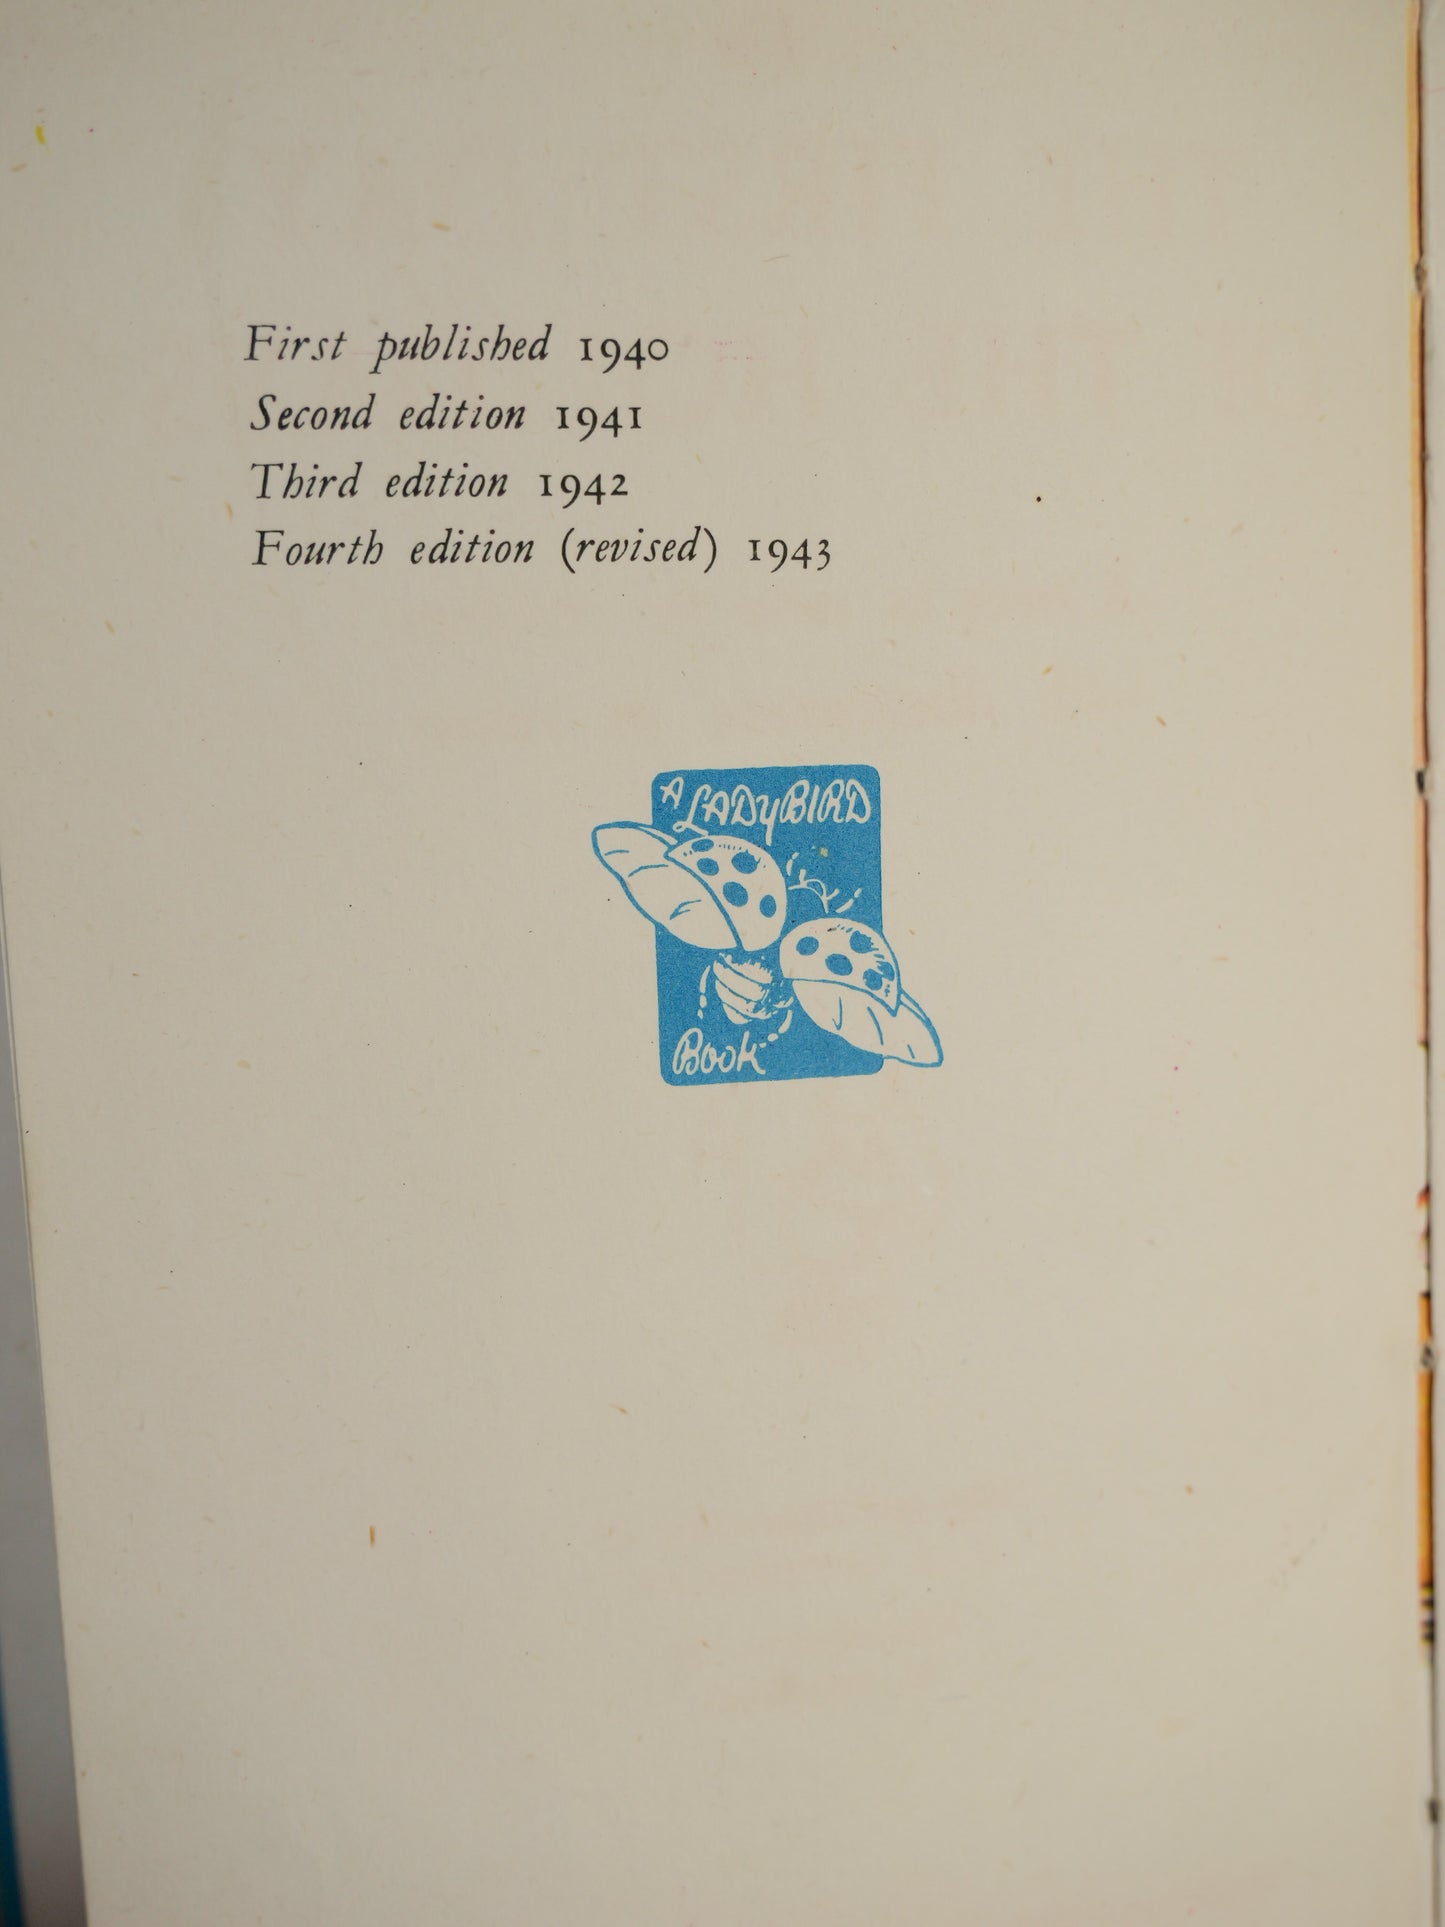 First published 1940
Second edition 1941
Third edition 1942
Fourth edition (revised) 1943
A LADyBIRD
Book